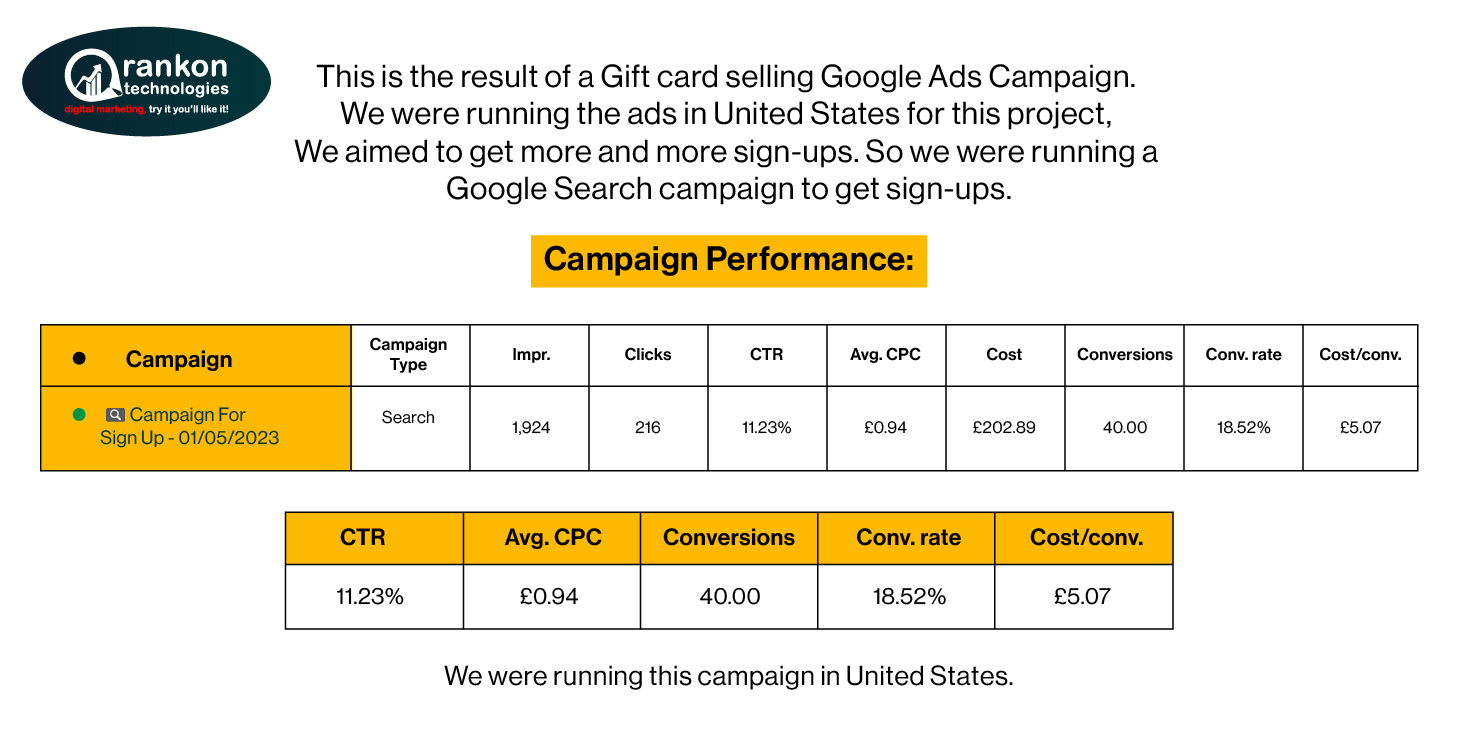 rankon
technologies
digital marketing, try it you'll like it!
This is the result of a Gift card selling Google Ads Campaign.
We were running the ads in United States for this project,
We aimed to get more and more sign-ups. So we were running a
Google Search campaign to get sign-ups.
Campaign Performance:
Campaign Campaign Type Impr. Clicks CTR Avg. CPC Cost Conversions Conv. rate Cost/conv.
Campaign For
Sign Up - 01/05/2023 Search 1,924 216 11.23% £0.94 £202.89 40.00 18.52% £5.07
CTR Avg. CPC Conversions Conv. rate Cost/conv.
11.23% £0.94 40.00 18.52% £5.07
We were running this campaign in United States.